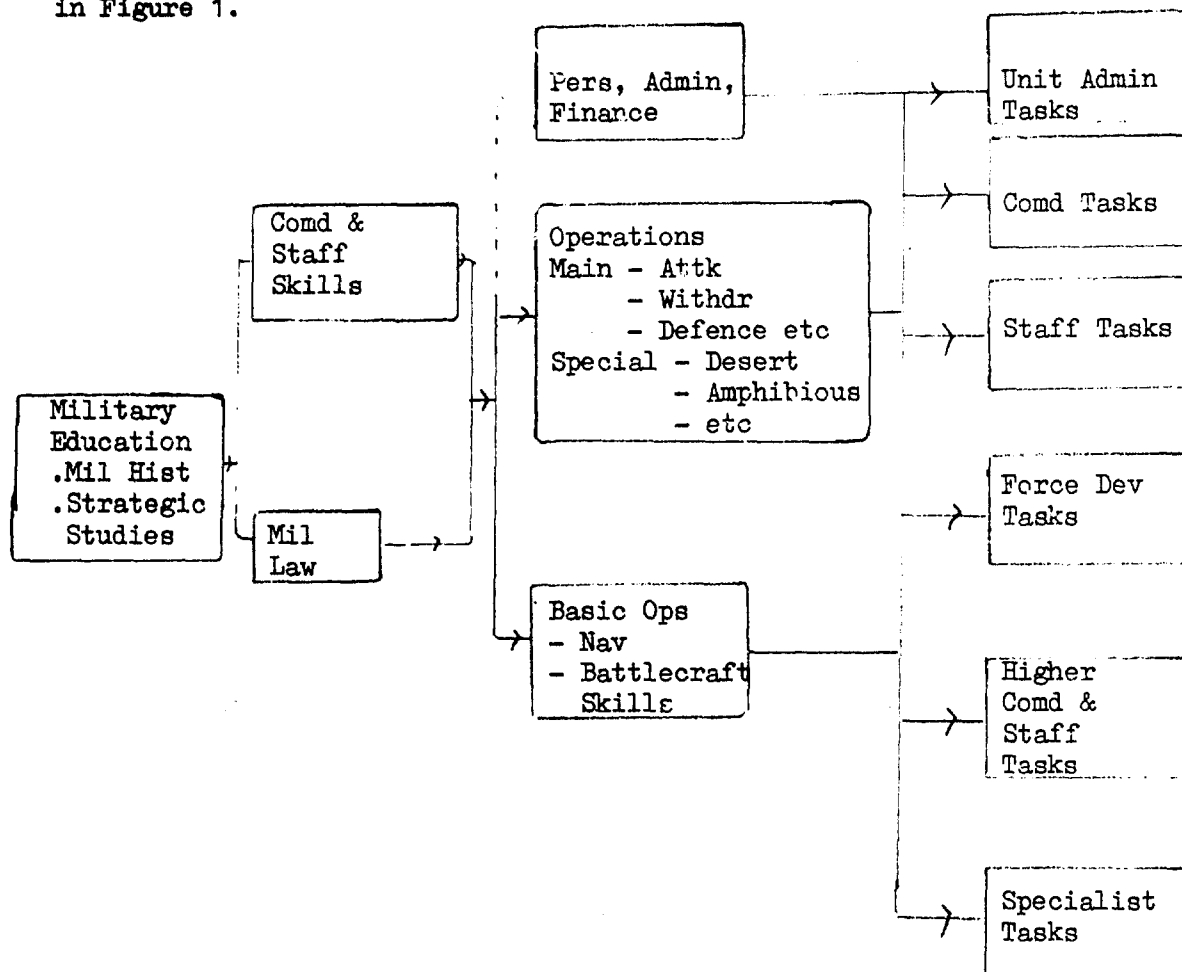 in Figure 1.
Pers, Admin,
Finance
Unit Admin
Tasks
Comd &
Staff
Skills
Comd Tasks
Operations
Main - Attk
- Withdr
- Defence etc
Special - Desert
- Amphibious
- etc
Staff Tasks
Military
Education
.Mil Hist
.Strategic
Studies
Mil
Law
Force Dev
Tasks
Basic Ops
- Nav
- Battlecraft
Skills
Higher
Comd &
Staff
Tasks
Specialist
Tasks